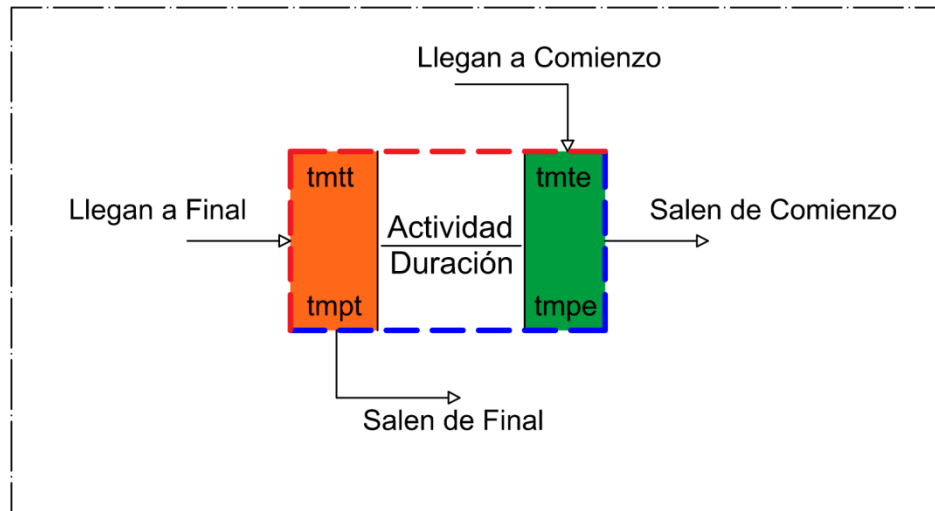 Llegan a Comienzo
tmtt
tmte
Llegan a Final
Actividad
Duración
Salen de Comienzo
tmpt
tmpe
Salen de Final